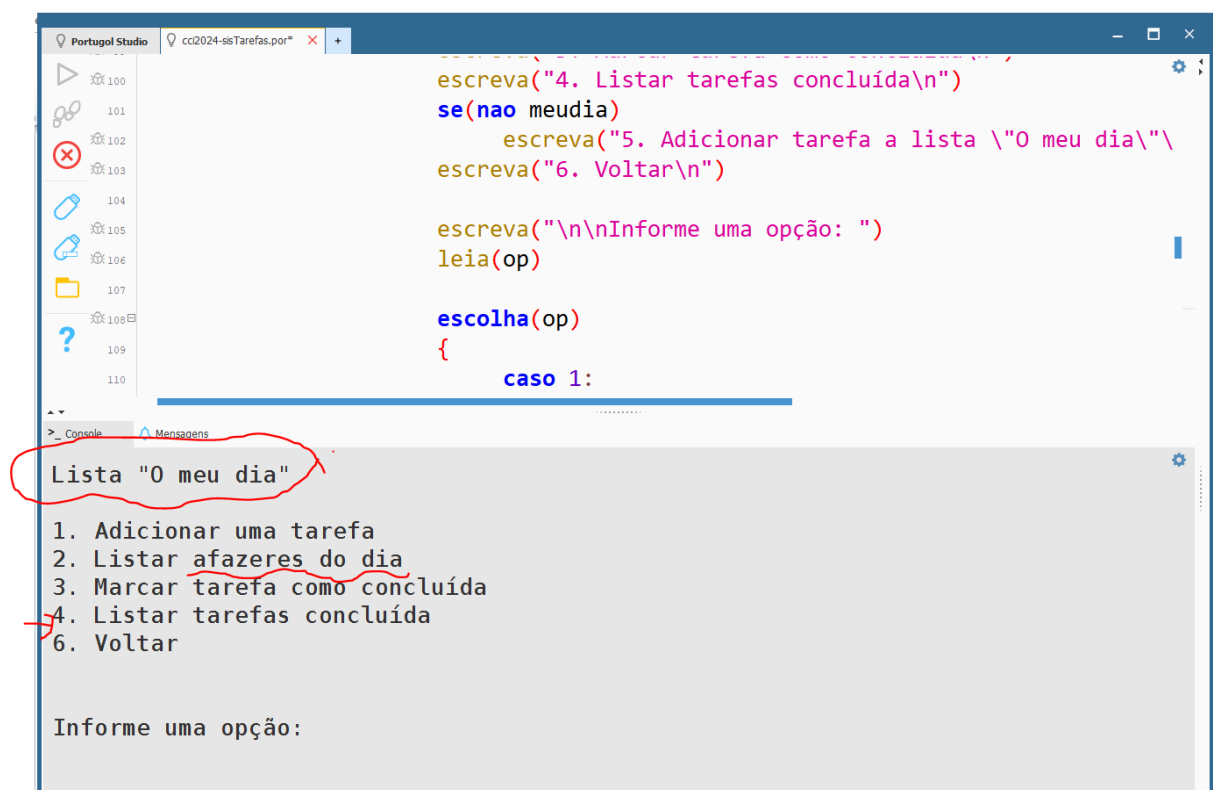 Portugol Studio
cci2024-sisTarefas.por*
100 escreva("4. Listar tarefas concluída\n")
101 se(nao meudia)
102 escreva("5. Adicionar tarefa a lista \"O meu dia\"\
103 escreva("6. Voltar\n")
104
105 escreva("\n\nInforme uma opção: ")
106 leia(op)
107
108 escolha(op)
109 {
110 caso 1:
>_ Console
Mensagens
Lista "O meu dia"
1. Adicionar uma tarefa
2. Listar afazeres do dia
3. Marcar tarefa como concluída
4. Listar tarefas concluída
6. Voltar
Informe uma opção: